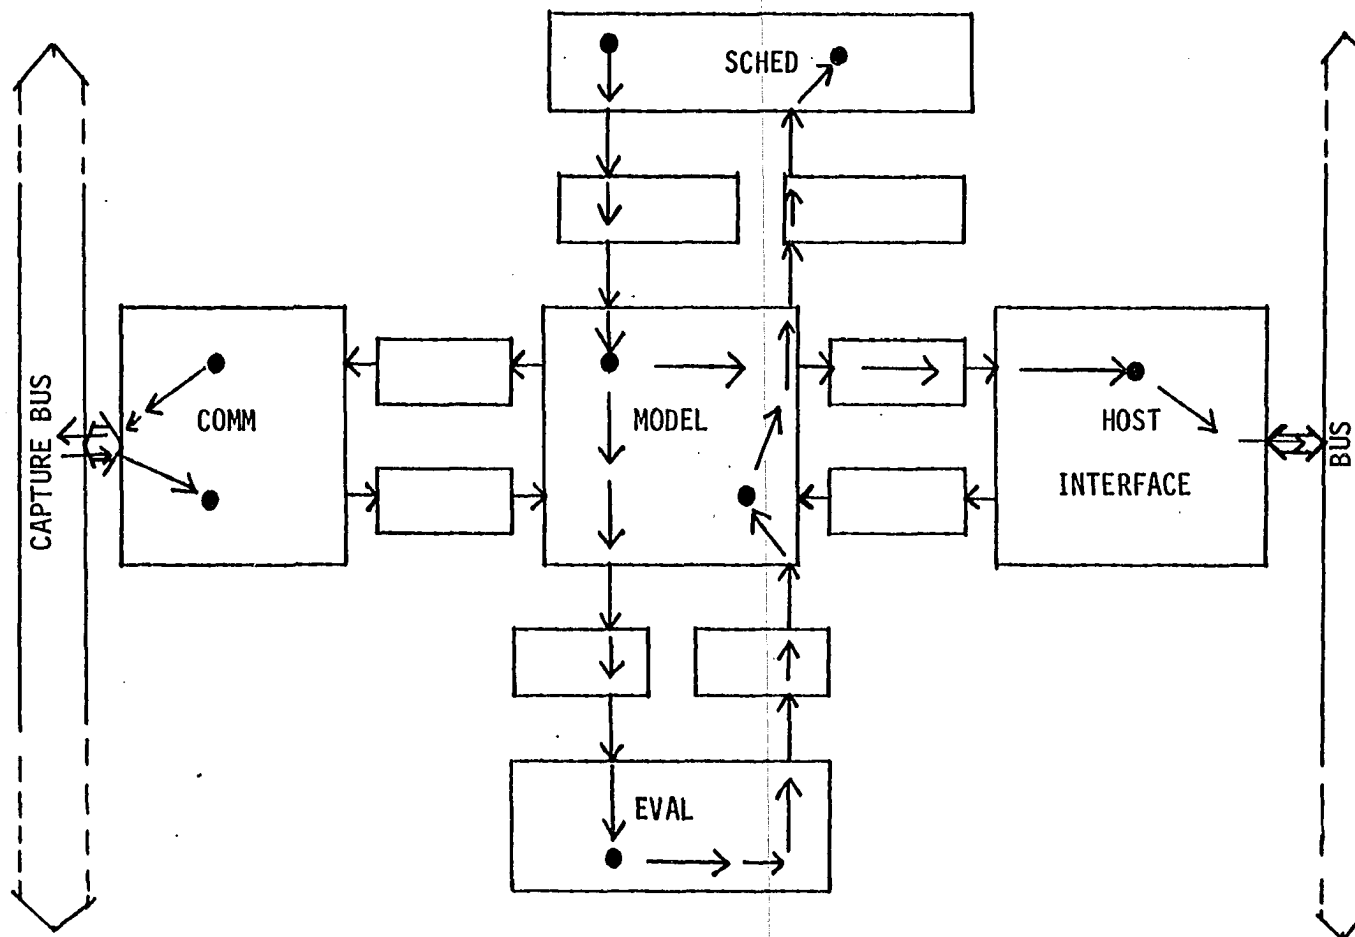 SCHED
CAPTURE BUS
COMM
MODEL
HOST
INTERFACE
BUS
EVAL